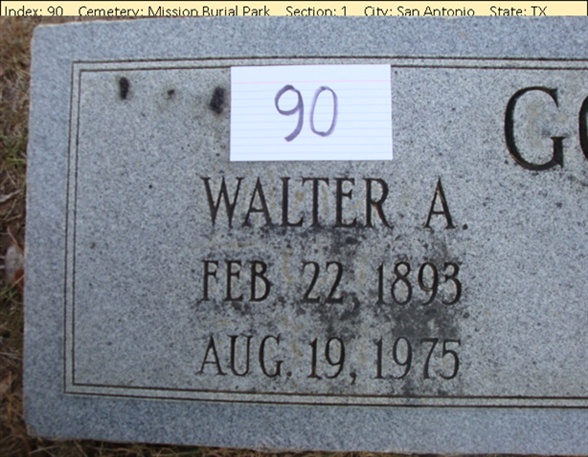 Index: 90 Cemetery: Mission Burial Park Section: 1 City: San Antonio State: TX
90
WALTER A.
FEB. 22, 1893
AUG. 19, 1975